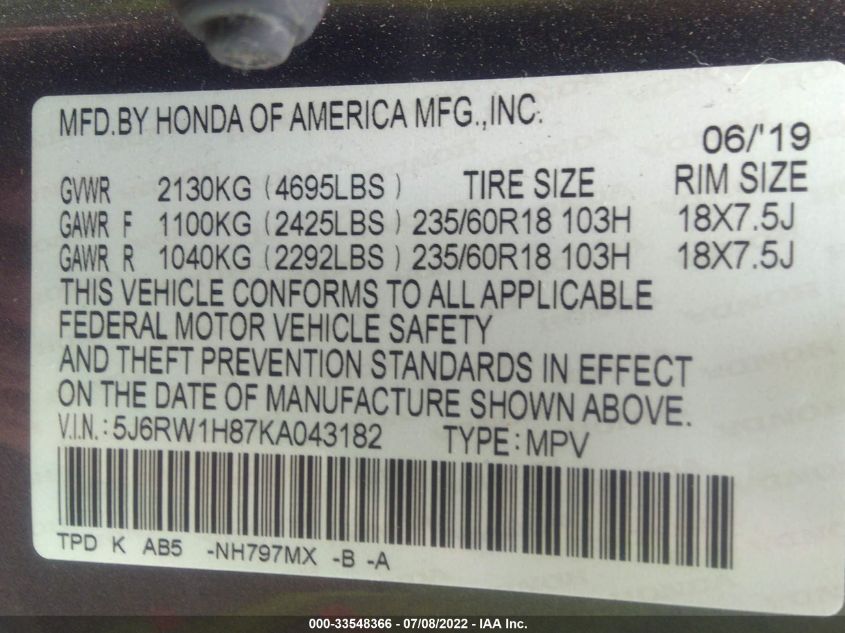 MFD.BY HONDA OF AMERICA MFG.,INC.
06/'19
GVWR 2130KG (4695LBS) TIRE SIZE RIM SIZE
GAWR F 1100KG (2425LBS) 235/60R18 103H 18X7.5J
GAWR R 1040KG (2292LBS) 235/60R18 103H 18X7.5J
THIS VEHICLE CONFORMS TO ALL APPLICABLE
FEDERAL MOTOR VEHICLE SAFETY
AND THEFT PREVENTION STANDARDS IN EFFECT
ON THE DATE OF MANUFACTURE SHOWN ABOVE.
V.I.N.: 5J6RW1H87KA043182 TYPE: MPV
TPD K AB5 -NH797MX -B -A
000-33548366 - 07/08/2022 - IAA Inc.